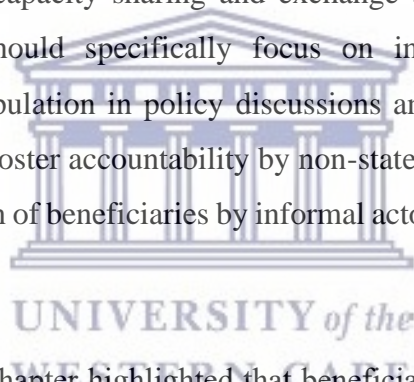 capacity sharing and exchange
hould specifically focus on in
pulation in policy discussions an
oster accountability by non-state
n of beneficiaries by informal acto
UNIVERSITY of the
hapter highlighted that beneficia
WESTERN CAPE